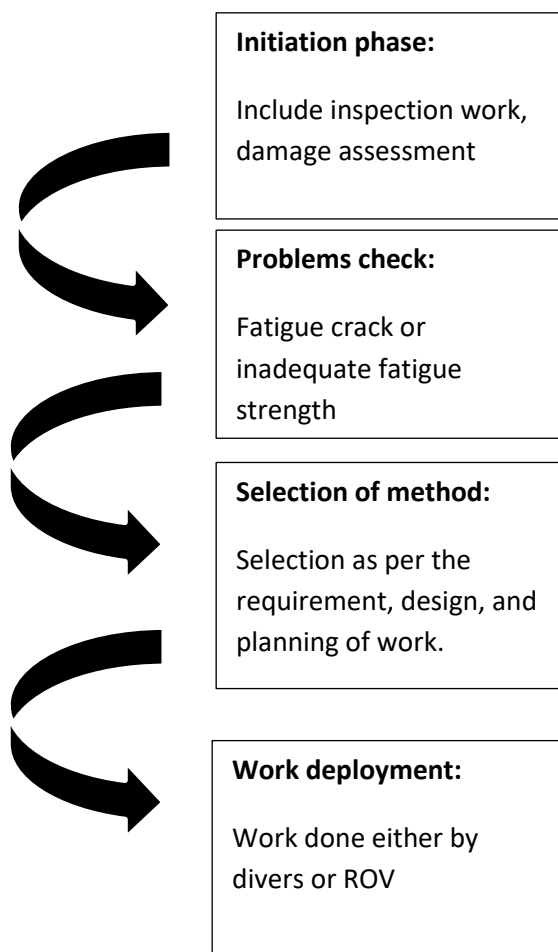 Initiation phase:
Include inspection work,
damage assessment
Problems check:
Fatigue crack or
inadequate fatigue
strength
Selection of method:
Selection as per the
requirement, design, and
planning of work.
Work deployment:
Work done either by
divers or ROV